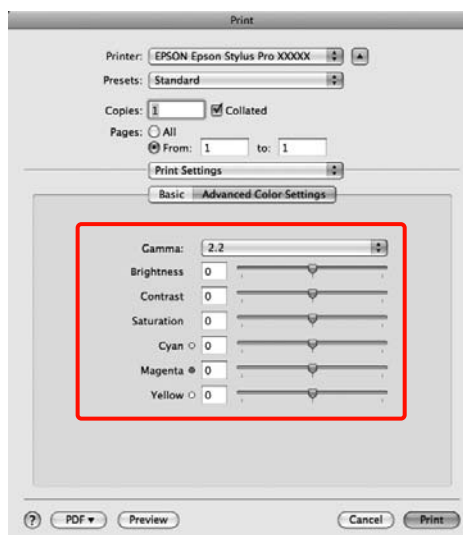 Print
Printer: EPSON Epson Stylus Pro XXXXX
Presets: Standard
Copies: 1 Collated
Pages: All
From: 1 to: 1
Print Settings
Basic Advanced Color Settings
Gamma: 2.2
Brightness 0
Contrast 0
Saturation 0
Cyan 0
Magenta 0
Yellow 0
? PDF Preview Cancel Print